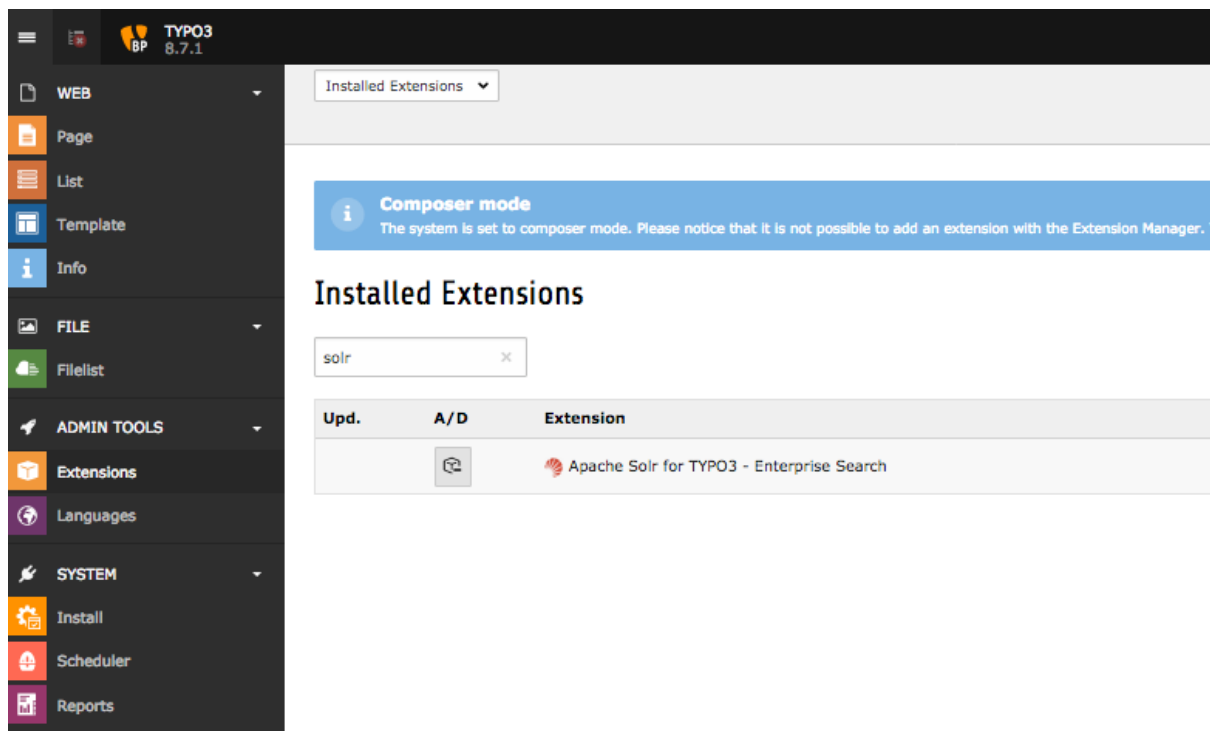 TYPO3
BP
8.7.1
WEB
Installed Extensions
Page
List
Composer mode
The system is set to composer mode. Please notice that it is not possible to add an extension with the Extension Manager.
Template
Info
Installed Extensions
FILE
solr
Filelist
Upd. A/D Extension
ADMIN TOOLS
Extensions
Apache Solr for TYPO3 - Enterprise Search
Languages
SYSTEM
Install
Scheduler
Reports